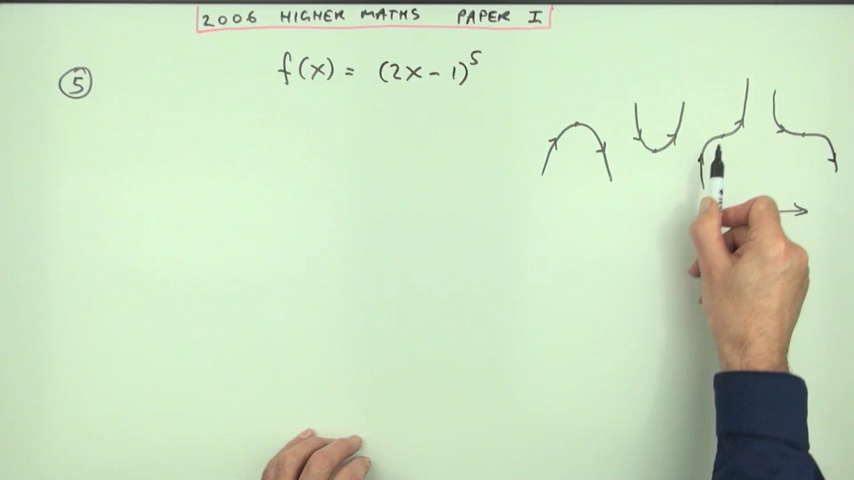 2006 HIGHER MATHS PAPER I
5 f(x) = (2x - 1)^5